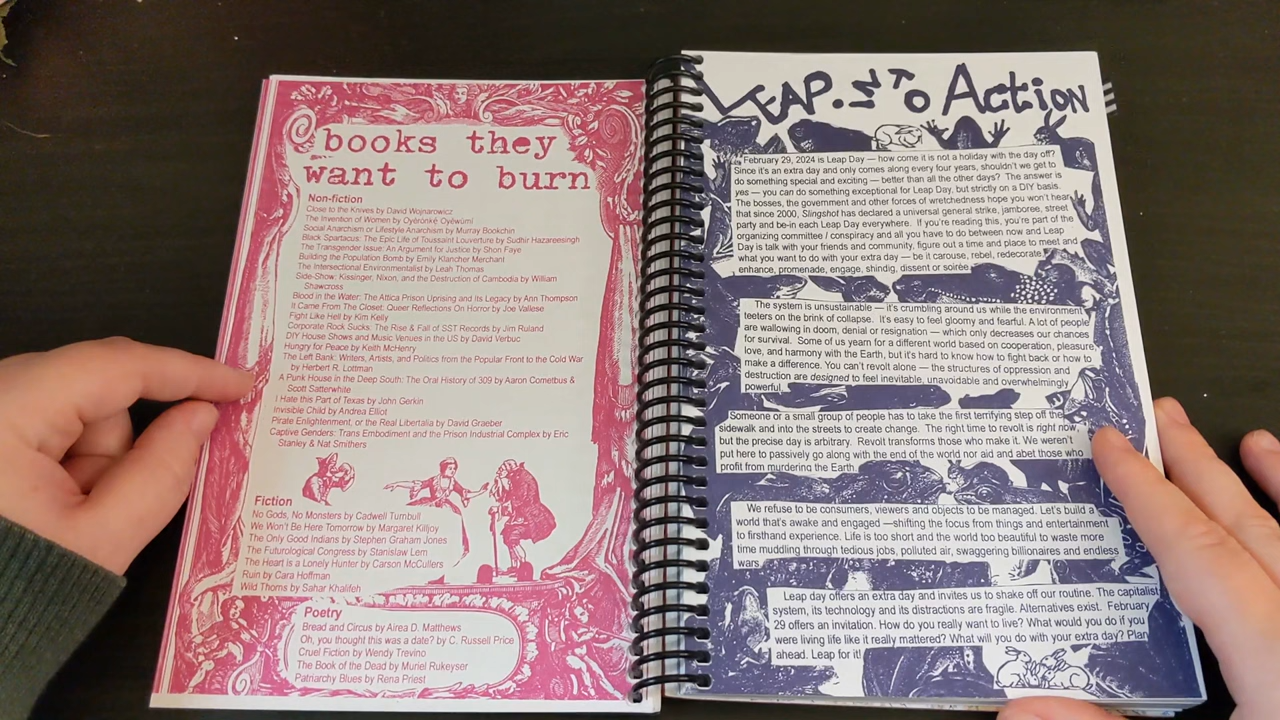 books they
want to burn
Non-fiction
Close to the Knives by David Wojnarowicz
The Invention of Women by Oyèrónkẹ́ Oyěwùmí
Social Anarchism or Lifestyle Anarchism by Murray Bookchin
Black Spartacus: The Epic Life of Toussaint Louverture by Sudhir Hazareesingh
The Transgender Issue: An Argument for Justice by Shon Faye
Building the Population Bomb by Emily Klancher Merchant
The Intersectional Environmentalist by Leah Thomas
Side-Show: Kissinger, Nixon, and the Destruction of Cambodia by William
Shawcross
Blood in the Water: The Attica Prison Uprising and Its Legacy by Ann Thompson
It Came From The Closet: Queer Reflections On Horror by Joe Vallese
Fight Like Hell by Kim Kelly
Corporate Rock Sucks: The Rise & Fall of SST Records by Jim Ruland
DIY House Shows and Music Venues in the US by David Verbuc
Hungry for Peace by Keith McHenry
The Left Bank: Writers, Artists, and Politics from the Popular Front to the Cold War
by Herbert R. Lottman
A Punk House in the Deep South: The Oral History of 309 by Aaron Cometbus &
Scott Satterwhite
I Hate this Part of Texas by John Gerkin
Invisible Child by Andrea Elliot
Pirate Enlightenment, or the Real Libertalia by David Graeber
Captive Genders: Trans Embodiment and the Prison Industrial Complex by Eric
Stanley & Nat Smithers
Fiction
No Gods, No Monsters by Cadwell Turnbull
We Won't Be Here Tomorrow by Margaret Killjoy
The Only Good Indians by Stephen Graham Jones
The Futurological Congress by Stanislaw Lem
The Heart is a Lonely Hunter by Carson McCullers
Ruin by Cara Hoffman
Wild Thorns by Sahar Khalifeh
Poetry
Bread and Circus by Airea D. Matthews
Oh, you thought this was a date? by C. Russell Price
Cruel Fiction by Wendy Trevino
The Book of the Dead by Muriel Rukeyser
Patriarchy Blues by Rena Priest
LEAP INTO ACTION
February 29, 2024 is Leap Day — how come it is not a holiday with the day off?
Since it's an extra day and only comes along every four years, shouldn't we get to
do something special and exciting — better than all the other days? The answer is
yes — you can do something exceptional for Leap Day, but strictly on a DIY basis.
The bosses, the government and other forces of wretchedness hope you won't hear
that since 2000, Slingshot has declared a universal general strike, jamboree, street
party and be-in each Leap Day everywhere. If you're reading this, you're part of the
organizing committee / conspiracy and all you have to do between now and Leap
Day is talk with your friends and community, figure out a time and place to meet and
what you want to do with your extra day — be it carouse, rebel, redecorate,
enhance, promenade, engage, shindig, dissent or soirée
The system is unsustainable — it's crumbling around us while the environment
teeters on the brink of collapse. It's easy to feel gloomy and fearful. A lot of people
are wallowing in doom, denial or resignation — which only decreases our chances
for survival. Some of us yearn for a different world based on cooperation, pleasure,
love, and harmony with the Earth, but it's hard to know how to fight back or how to
make a difference. You can't revolt alone — the structures of oppression and
destruction are designed to feel inevitable, unavoidable and overwhelmingly
powerful.
Someone or a small group of people has to take the first terrifying step off the
sidewalk and into the streets to create change. The right time to revolt is right now,
but the precise day is arbitrary. Revolt transforms those who make it. We weren't
put here to passively go along with the end of the world nor aid and abet those who
profit from murdering the Earth.
We refuse to be consumers, viewers and objects to be managed. Let's build a
world that's awake and engaged —shifting the focus from things and entertainment
to firsthand experience. Life is too short and the world too beautiful to waste more
time muddling through tedious jobs, polluted air, swaggering billionaires and endless
wars.
Leap day offers an extra day and invites us to shake off our routine. The capitalist
system, its technology and its distractions are fragile. Alternatives exist. February
29 offers an invitation. How do you really want to live? What would you do if you
were living life like it really mattered? What will you do with your extra day? Plan
ahead. Leap for it!